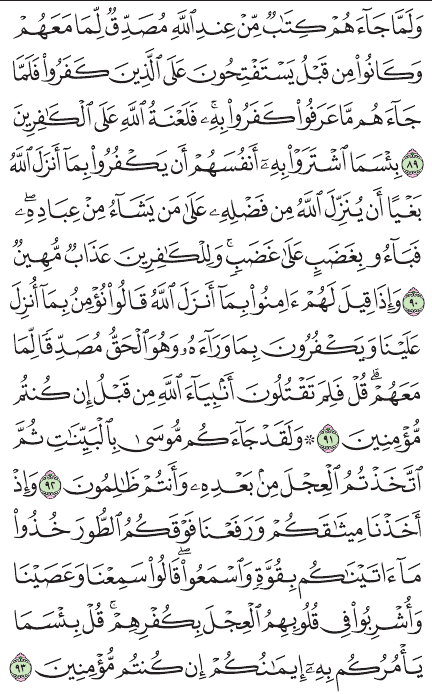 وَلَمَّا جَآءَهُمْ كِتَٰبٌ مِّنْ عِندِ ٱللَّهِ مُصَدِّقٌ لِّمَا مَعَهُمْ
وَكَانُوا۟ مِن قَبْلُ يَسْتَفْتِحُونَ عَلَى ٱلَّذِينَ كَفَرُوا۟ فَلَمَّا
جَآءَهُم مَّا عَرَفُوا۟ كَفَرُوا۟ بِهِۦ ۚ فَلَعْنَةُ ٱللَّهِ عَلَى ٱلْكَٰفِرِينَ
٨٩ بِئْسَمَا ٱشْتَرَوْا۟ بِهِۦٓ أَنفُسَهُمْ أَن يَكْفُرُوا۟ بِمَآ أَنزَلَ ٱللَّهُ
بَغْيًا أَن يُنَزِّلَ ٱللَّهُ مِن فَضْلِهِۦ عَلَىٰ مَن يَشَآءُ مِنْ عِبَادِهِۦ ۖ
فَبَآءُو بِغَضَبٍ عَلَىٰ غَضَبٍ ۚ وَلِلْكَٰفِرِينَ عَذَابٌ مُّهِينٌ
٩٠ وَإِذَا قِيلَ لَهُمْ ءَامِنُوا۟ بِمَآ أَنزَلَ ٱللَّهُ قَالُوا۟ نُؤْمِنُ بِمَآ أُنزِلَ
عَلَيْنَا وَيَكْفُرُونَ بِمَا وَرَآءَهُۥ وَهُوَ ٱلْحَقُّ مُصَدِّقًا لِّمَا
مَعَهُمْ ۗ قُلْ فَلِمَ تَقْتُلُونَ أَنۢبِيَآءَ ٱللَّهِ مِن قَبْلُ إِن كُنتُم
مُّؤْمِنِينَ ٩١ ۞ وَلَقَدْ جَآءَكُم مُّوسَىٰ بِٱلْبَيِّنَٰتِ ثُمَّ
ٱتَّخَذْتُمُ ٱلْعِجْلَ مِنۢ بَعْدِهِۦ وَأَنتُمْ ظَٰلِمُونَ ٩٢ وَإِذْ
أَخَذْنَا مِيثَٰقَكُمْ وَرَفَعْنَا فَوْقَكُمُ ٱلطُّورَ خُذُوا۟
مَآ ءَاتَيْنَٰكُم بِقُوَّةٍ وَٱسْمَعُوا۟ ۖ قَالُوا۟ سَمِعْنَا وَعَصَيْنَا
وَأُشْرِبُوا۟ فِى قُلُوبِهِمُ ٱلْعِجْلَ بِكُفْرِهِمْ ۚ قُلْ بِئْسَمَا
يَأْمُرُكُم بِهِۦٓ إِيمَٰنُكُمْ إِن كُنتُم مُّؤْمِنِينَ ٩٣